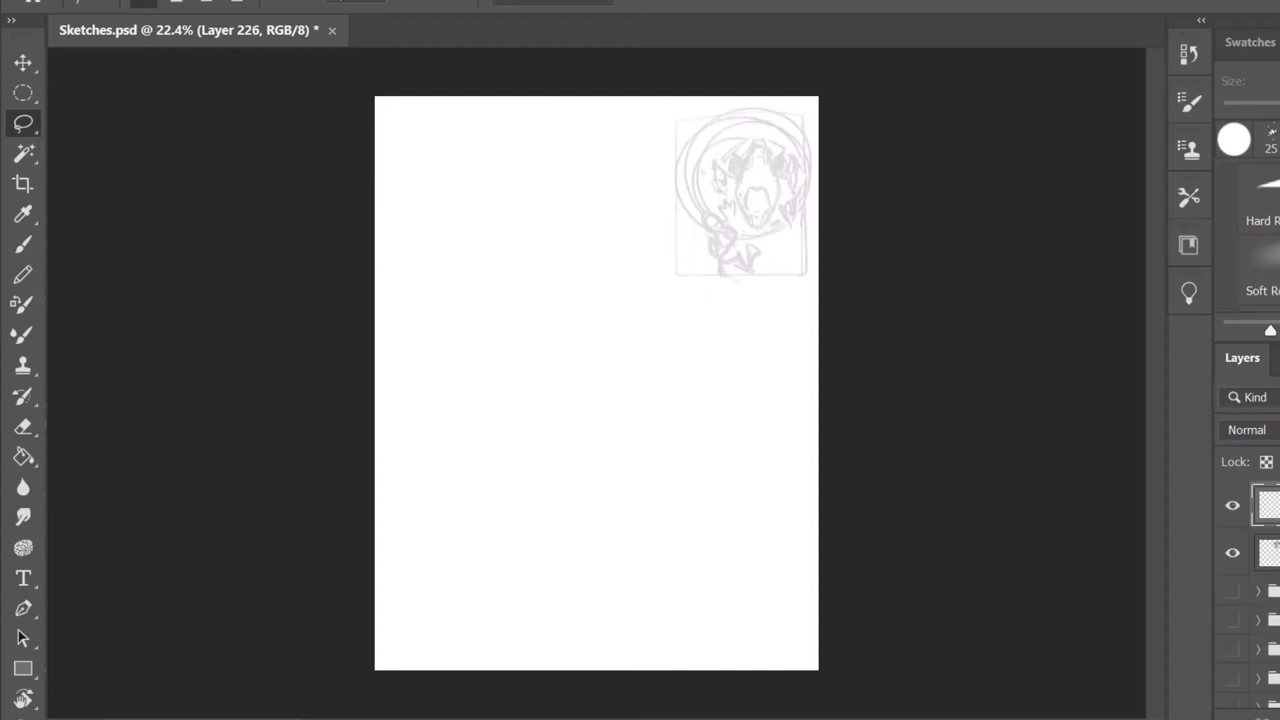 Sketches.psd @ 22.4% (Layer 226, RGB/8) *
Swatches
Size:
25
Hard R
Soft R
Layers
Kind
Normal
Lock:
T